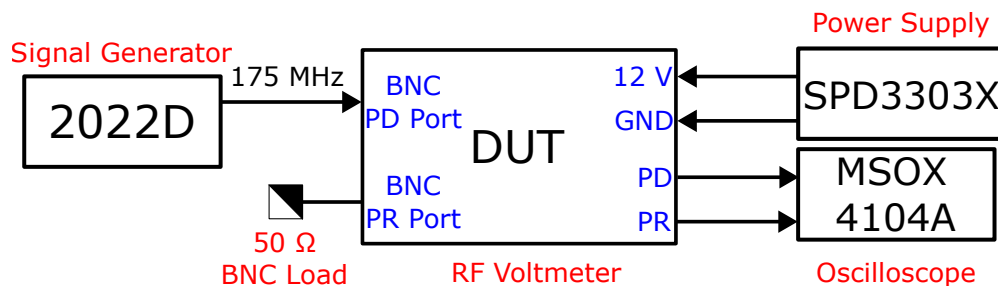 Signal Generator
2022D
175 MHz
BNC
PD Port
BNC
PR Port
50 Ω
BNC Load
DUT
12 V
GND
PD
PR
RF Voltmeter
Power Supply
SPD3303X
MSOX
4104A
Oscilloscope